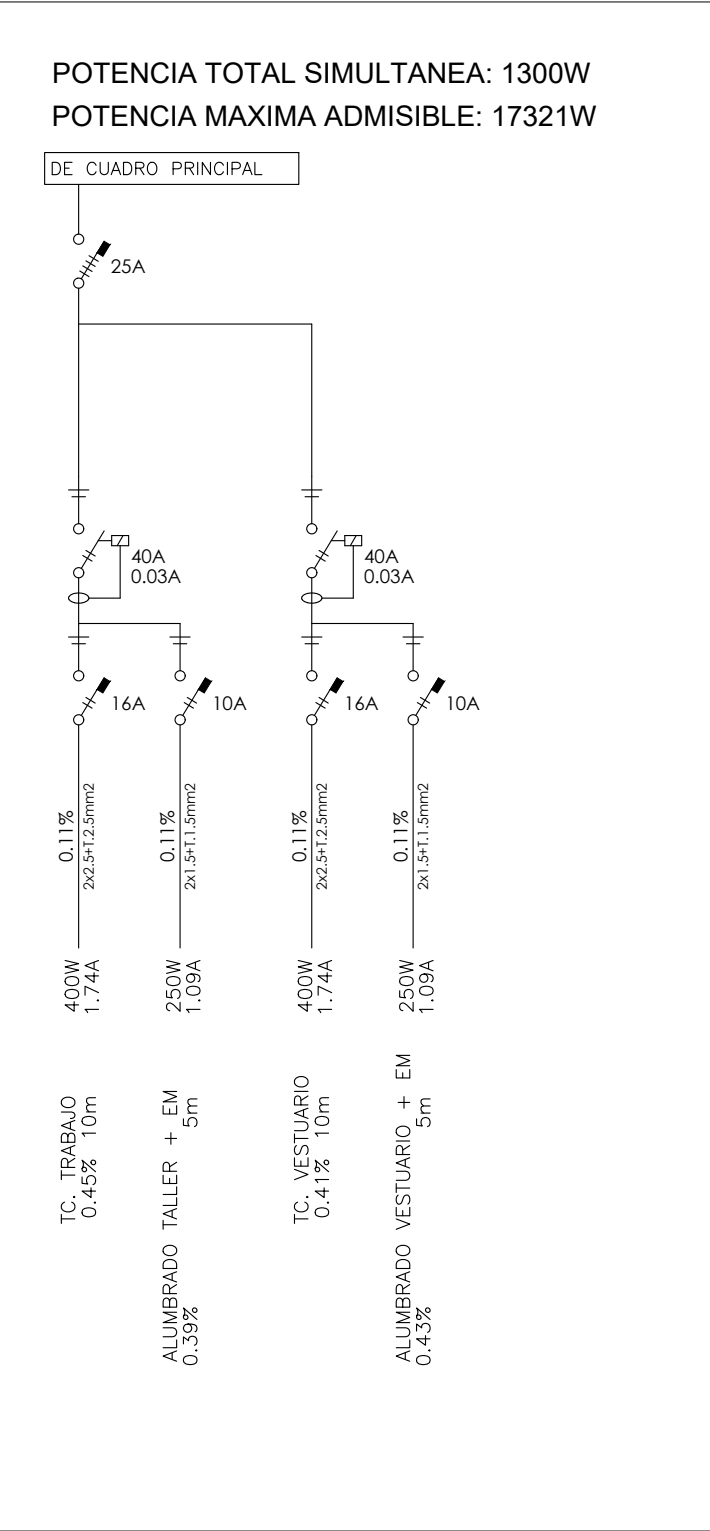 POTENCIA TOTAL SIMULTANEA: 1300W
POTENCIA MAXIMA ADMISIBLE: 17321W
DE CUADRO PRINCIPAL
25A
40A
0.03A
40A
0.03A
16A
10A
16A
10A
0.11%
2x2.5+T.2.5mm2
0.11%
2x1.5+T.1.5mm2
0.11%
2x2.5+T.2.5mm2
0.11%
2x1.5+T.1.5mm2
400W
1.74A
250W
1.09A
400W
1.74A
250W
1.09A
TC. TRABAJO
0.45% 10m
ALUMBRADO TALLER + EM
0.39% 5m
TC. VESTUARIO
0.41% 10m
ALUMBRADO VESTUARIO + EM
0.43% 5m